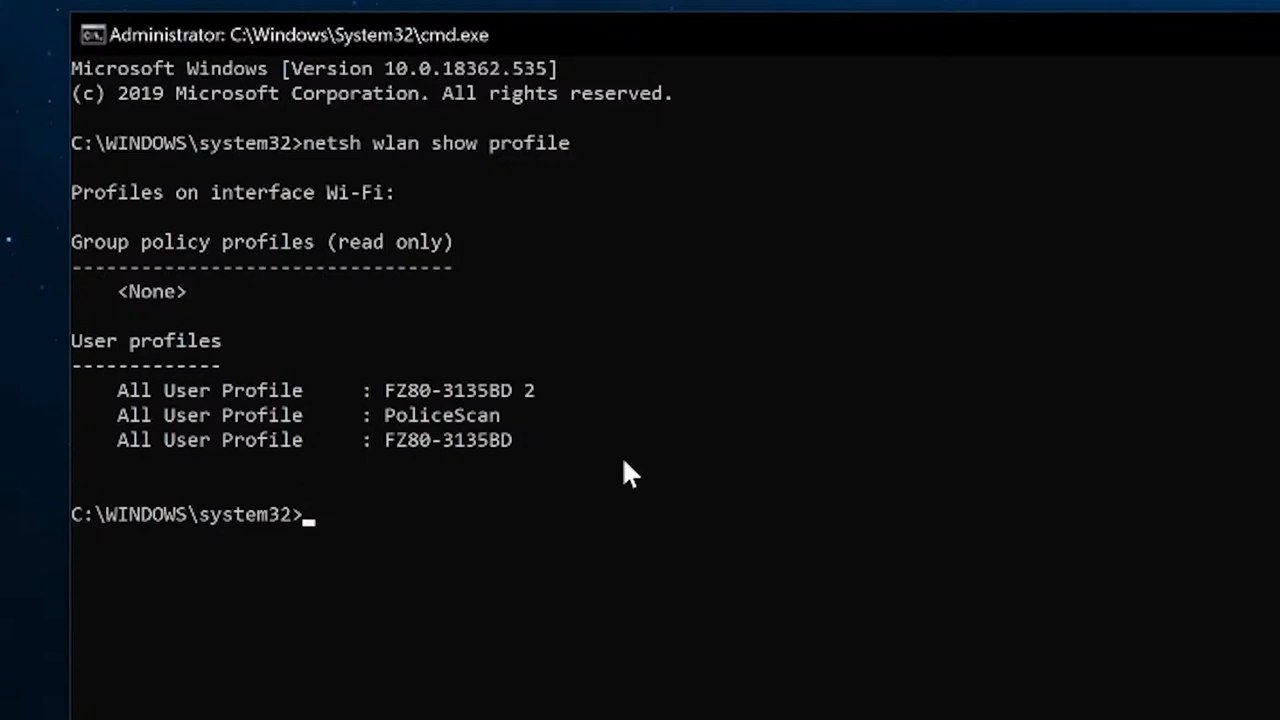 Administrator: C:\Windows\System32\cmd.exe
Microsoft Windows [Version 10.0.18362.535]
(c) 2019 Microsoft Corporation. All rights reserved.
C:\WINDOWS\system32>netsh wlan show profile
Profiles on interface Wi-Fi:
Group policy profiles (read only)
---------------------------------
    <None>
User profiles
-------------
    All User Profile     : FZ80-3135BD 2
    All User Profile     : PoliceScan
    All User Profile     : FZ80-3135BD
C:\WINDOWS\system32>